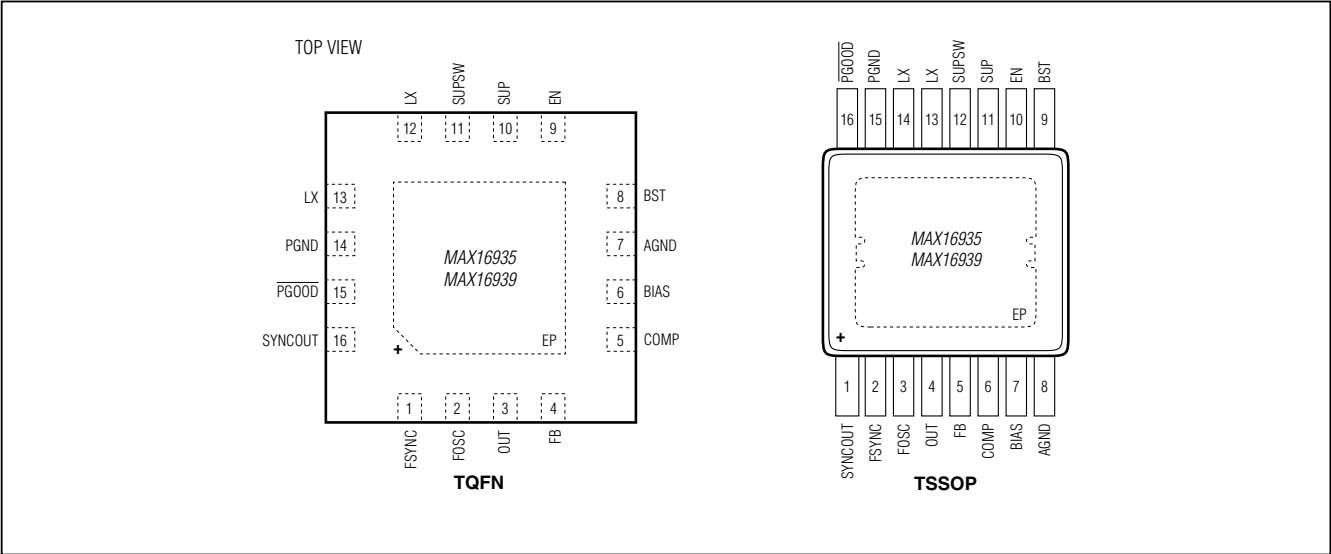 TOP VIEW
LX
SUPSW
SUP
EN
12
11
10
9
LX 13
PGND 14
PGOOD 15
SYNCOUT 16
8 BST
7 AGND
6 BIAS
5 COMP
MAX16935
MAX16939
EP
+
1
2
3
4
FSYNC
FOSC
OUT
FB
TQFN
PGOOD
PGND
LX
LX
SUPSW
SUP
EN
BST
16
15
14
13
12
11
10
9
MAX16935
MAX16939
EP
+
1
2
3
4
5
6
7
8
SYNCOUT
FSYNC
FOSC
OUT
FB
COMP
BIAS
AGND
TSSOP